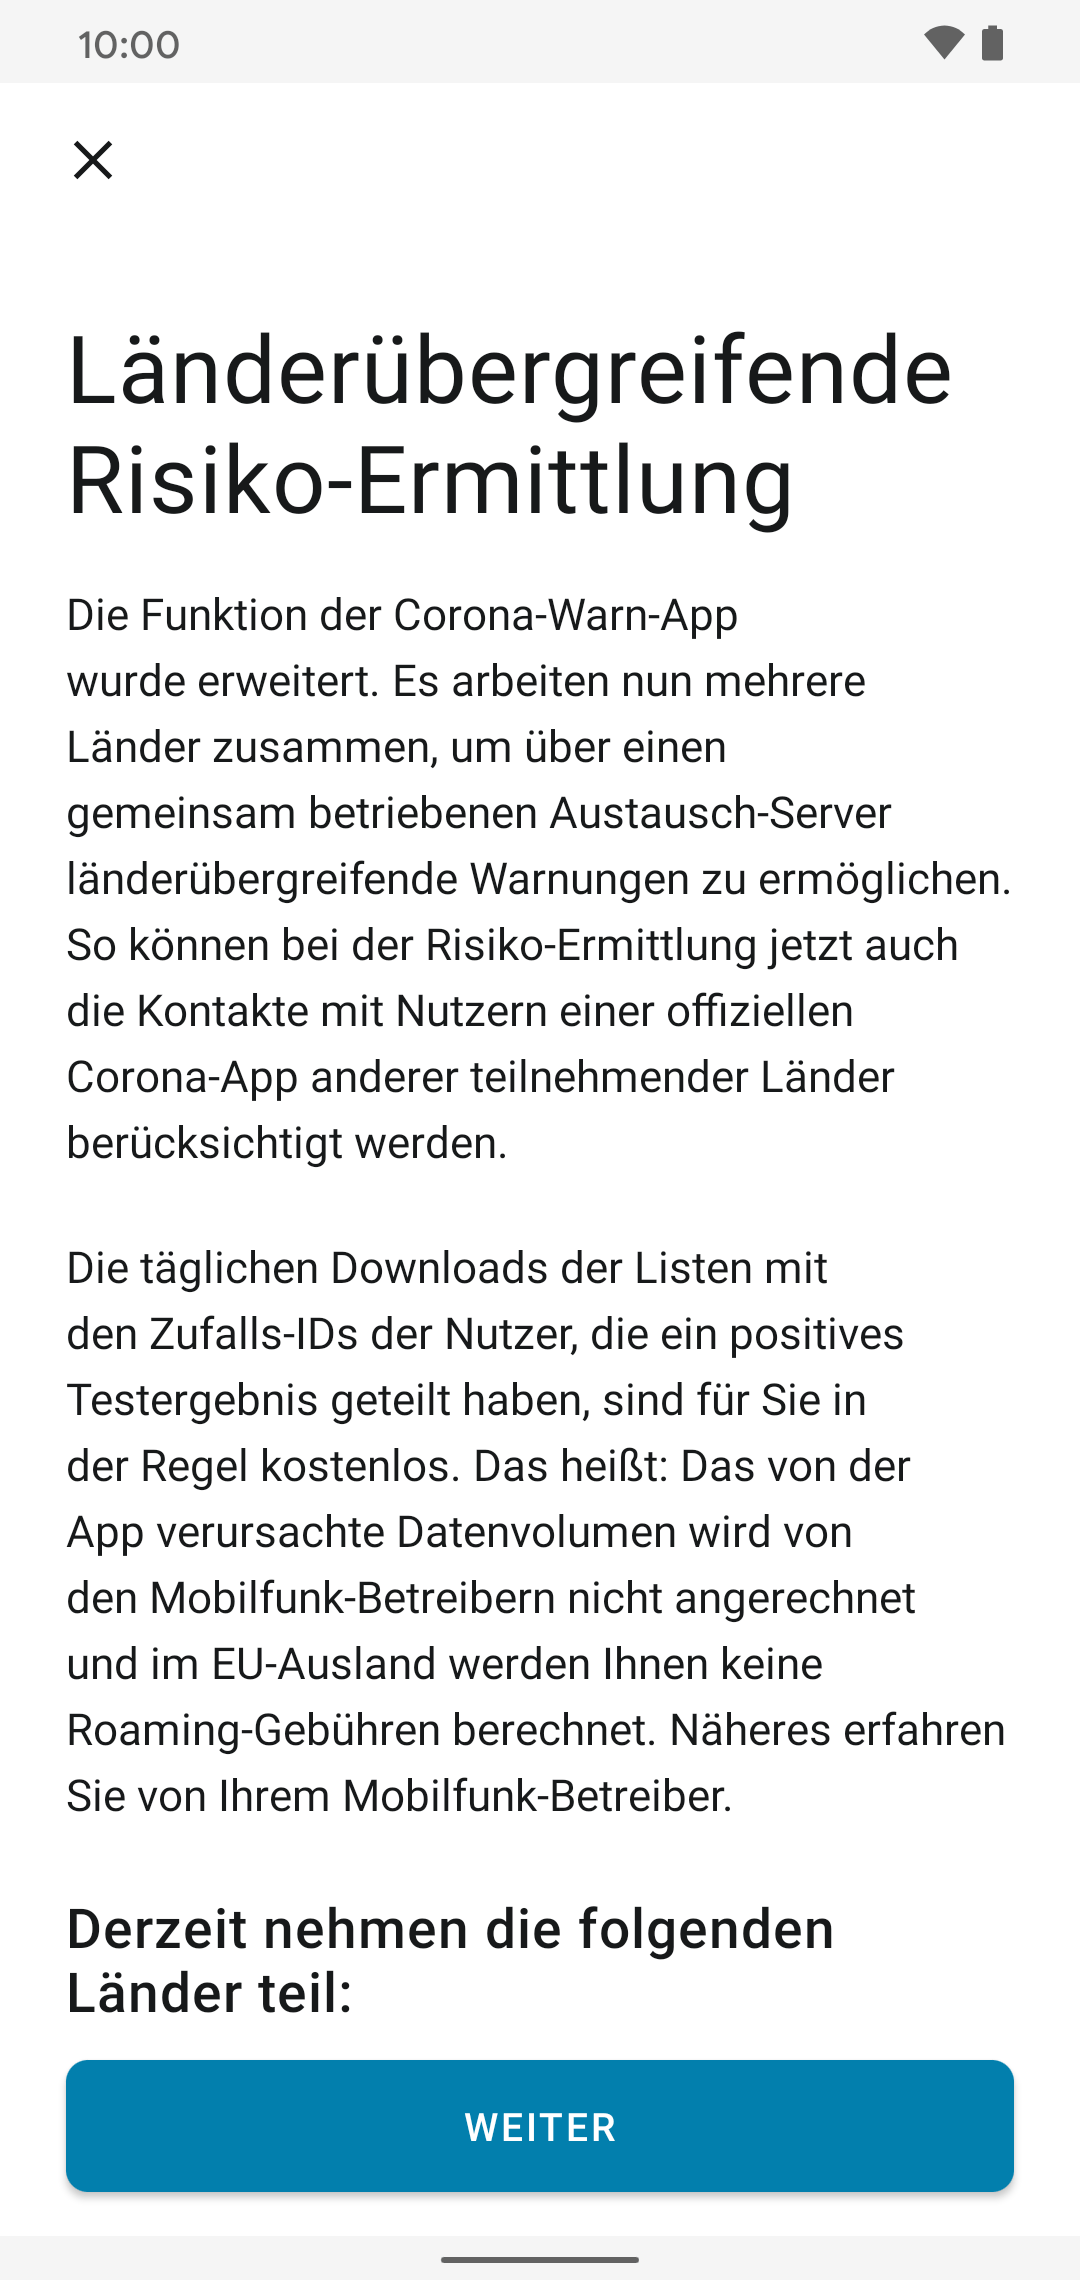 10:00
Länderübergreifende
Risiko-Ermittlung
Die Funktion der Corona-Warn-App
wurde erweitert. Es arbeiten nun mehrere
Länder zusammen, um über einen
gemeinsam betriebenen Austausch-Server
länderübergreifende Warnungen zu ermöglichen.
So können bei der Risiko-Ermittlung jetzt auch
die Kontakte mit Nutzern einer offiziellen
Corona-App anderer teilnehmender Länder
berücksichtigt werden.
Die täglichen Downloads der Listen mit
den Zufalls-IDs der Nutzer, die ein positives
Testergebnis geteilt haben, sind für Sie in
der Regel kostenlos. Das heißt: Das von der
App verursachte Datenvolumen wird von
den Mobilfunk-Betreibern nicht angerechnet
und im EU-Ausland werden Ihnen keine
Roaming-Gebühren berechnet. Näheres erfahren
Sie von Ihrem Mobilfunk-Betreiber.
Derzeit nehmen die folgenden
Länder teil:
WEITER